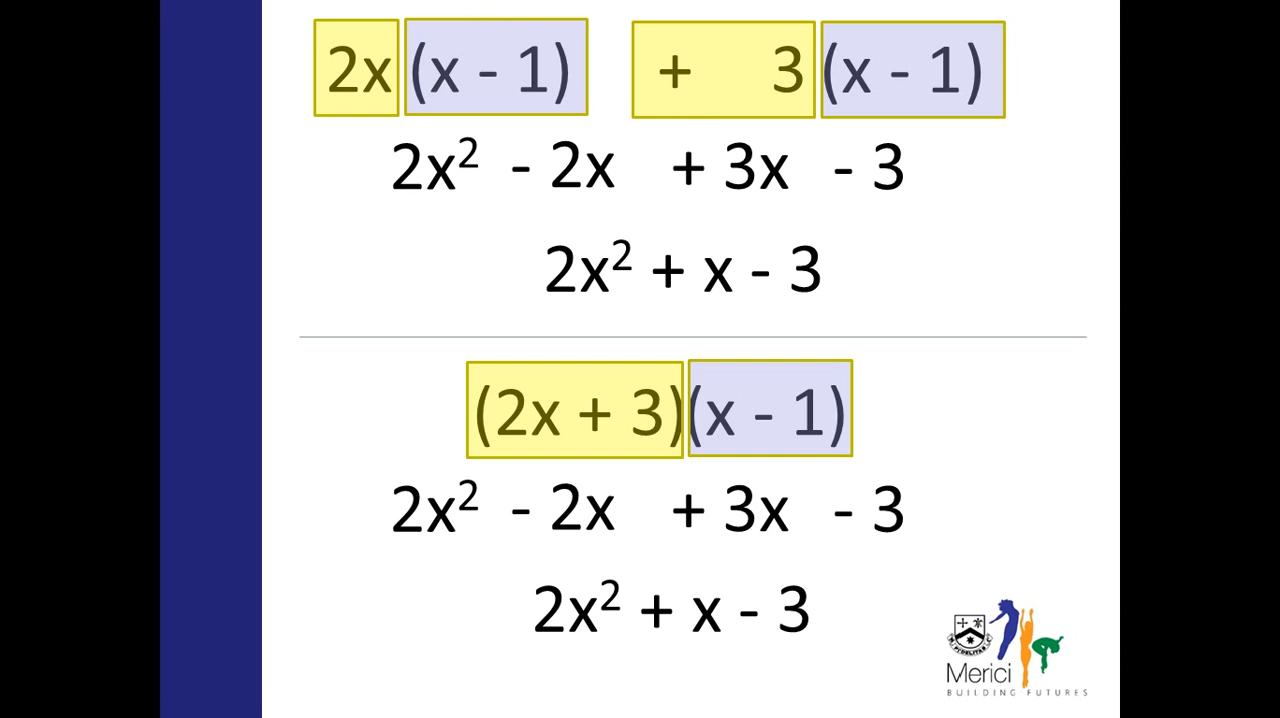 2x (x - 1) + 3 (x - 1)
2x² - 2x + 3x - 3
2x² + x - 3
(2x + 3)(x - 1)
2x² - 2x + 3x - 3
2x² + x - 3
Merici
BUILDING FUTURES